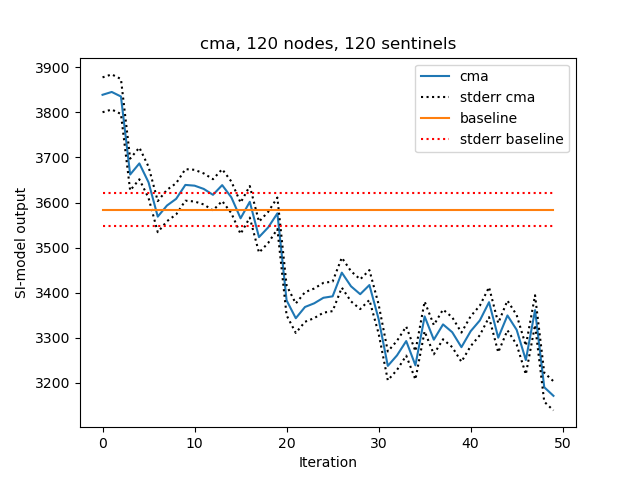 cma, 120 nodes, 120 sentinels
SI-model output
3900
3800
3700
3600
3500
3400
3300
3200
cma
stderr cma
baseline
stderr baseline
0 10 20 30 40 50
Iteration